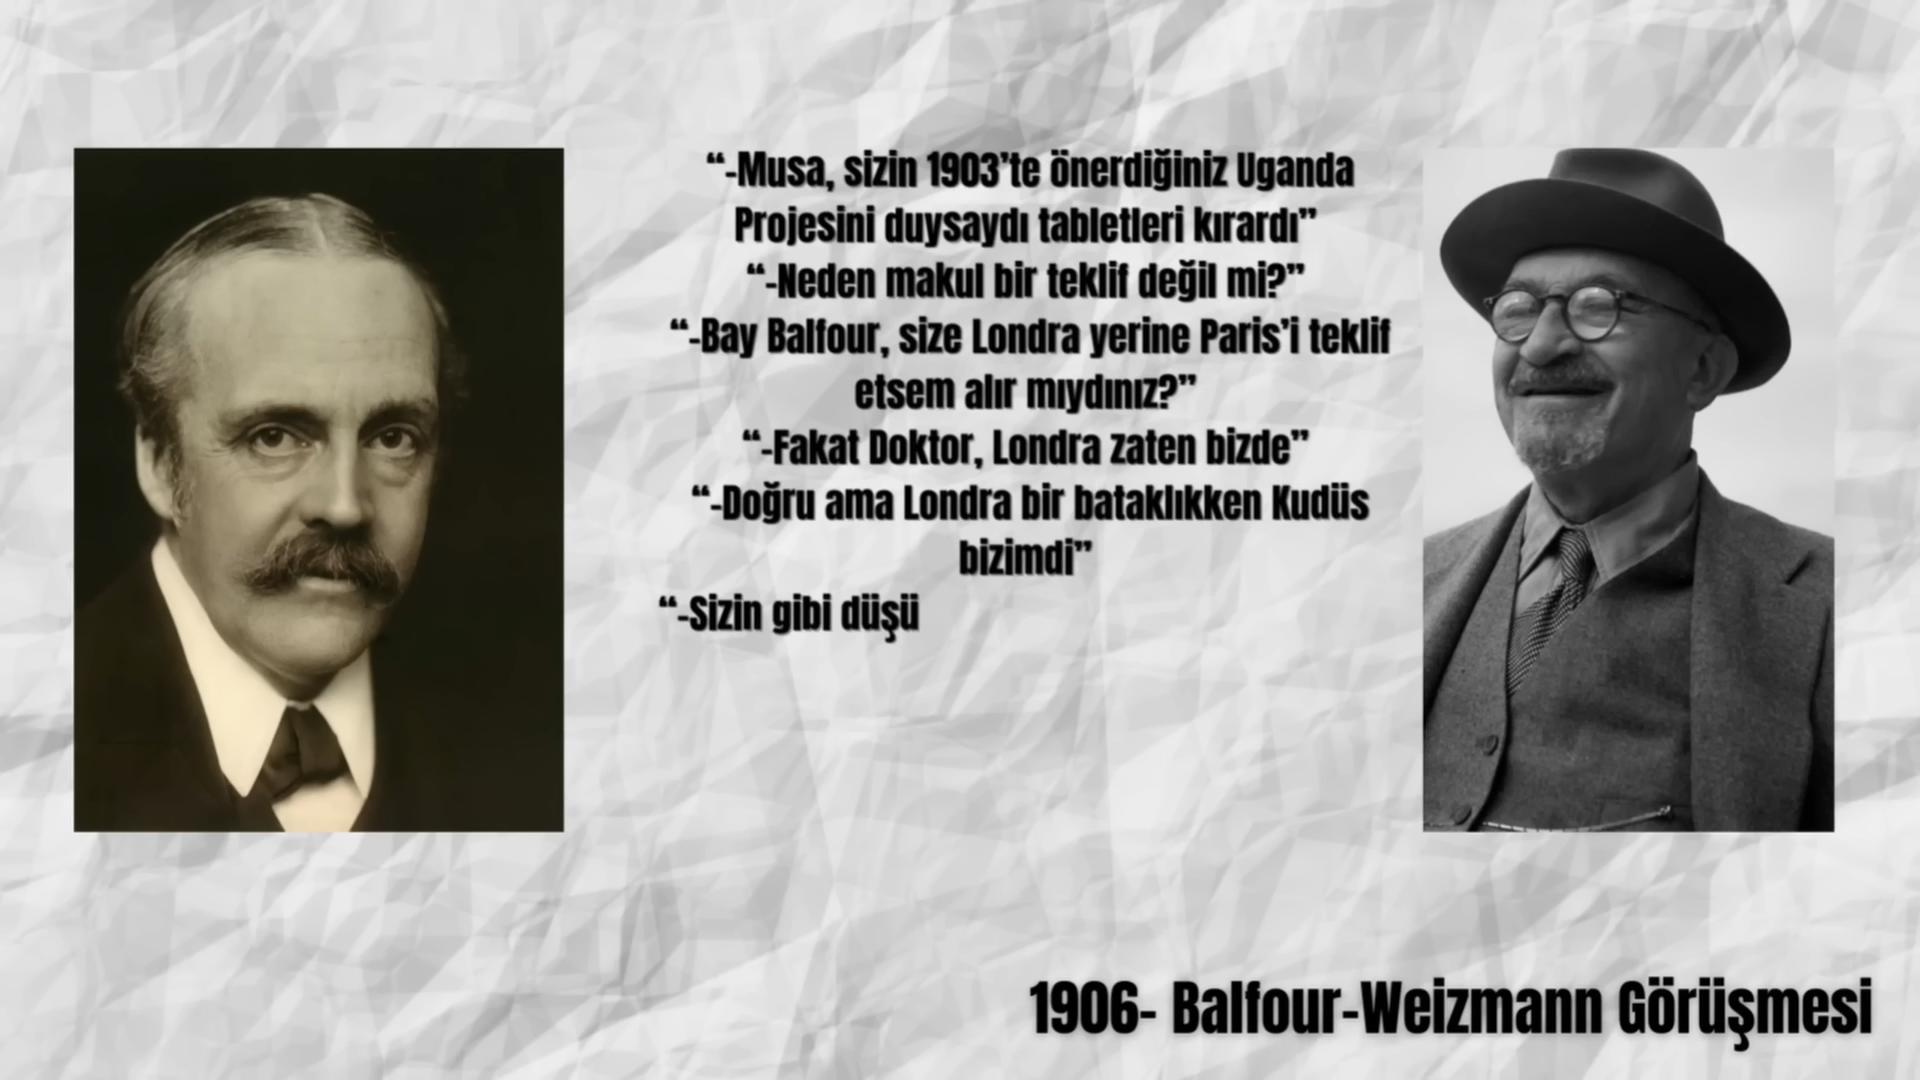 “-Musa, sizin 1903’te önerdiğiniz Uganda
Projesini duysaydı tabletleri kırardı”
“-Neden makul bir teklif değil mi?”
“-Bay Balfour, size Londra yerine Paris’i teklif
etsem alır mıydınız?”
“-Fakat Doktor, Londra zaten bizde”
“-Doğru ama Londra bir bataklıkken Kudüs
bizimdi”
“-Sizin gibi düşü
1906- Balfour-Weizmann Görüşmesi